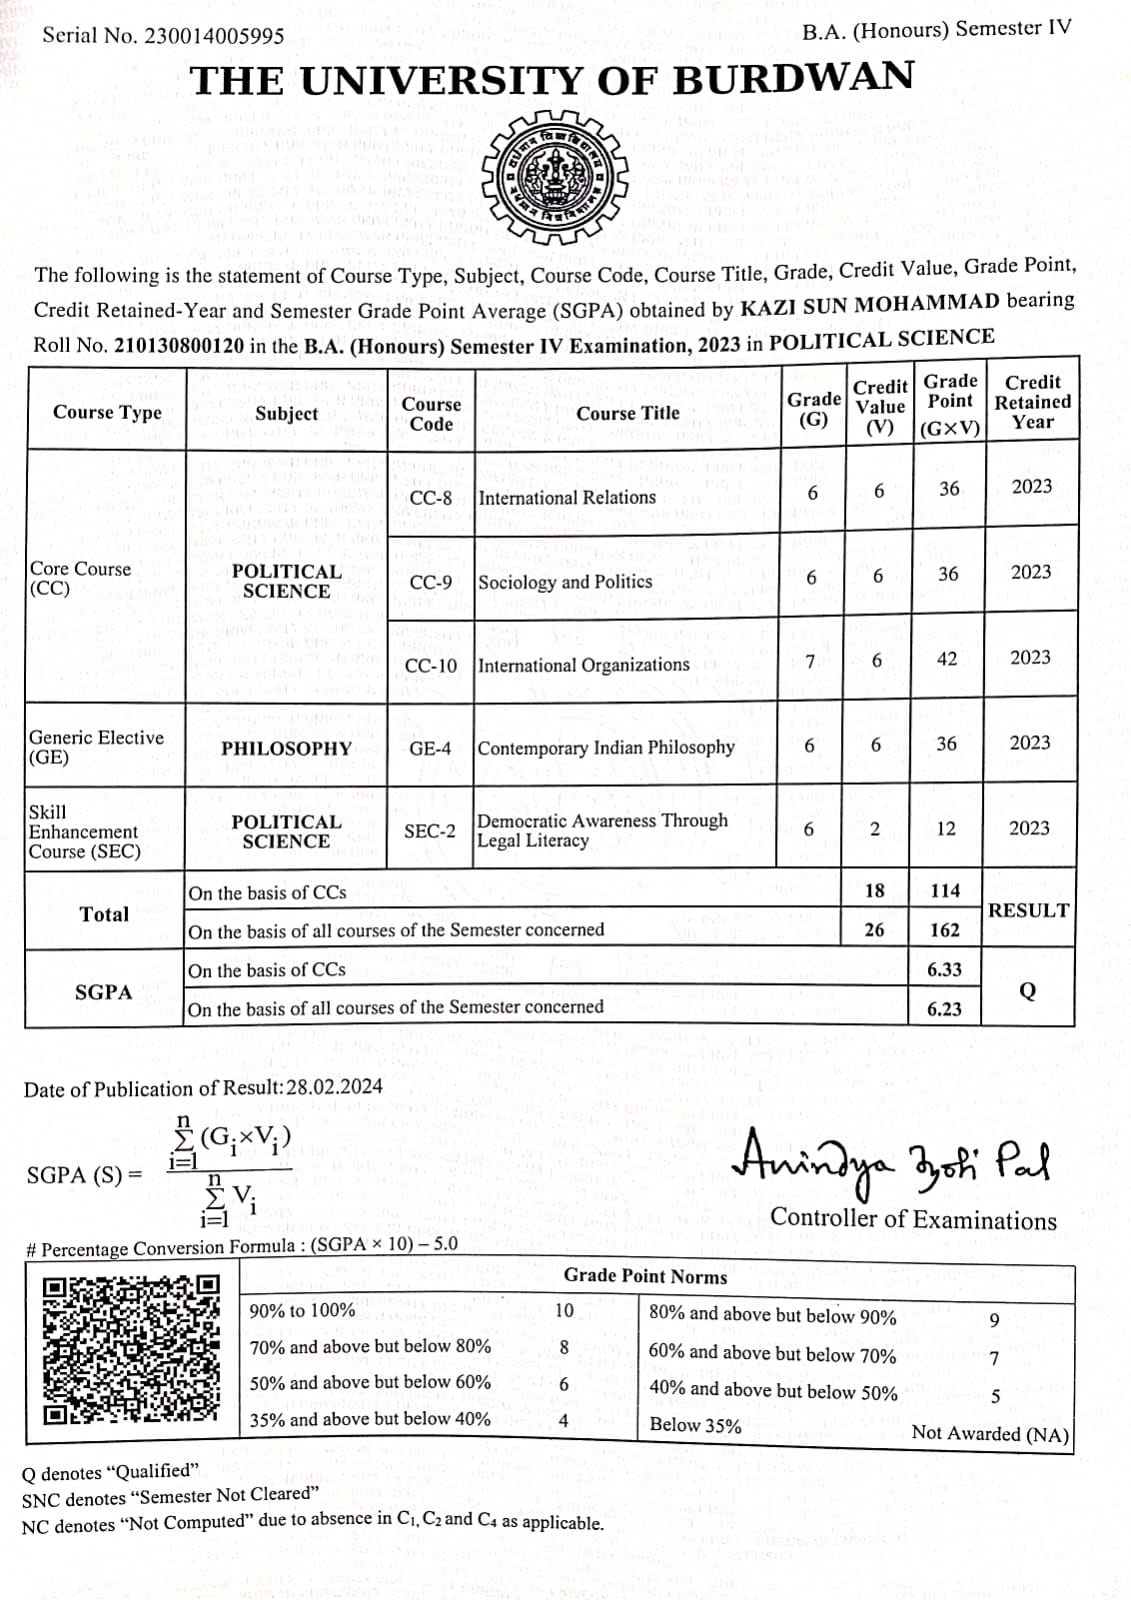 Serial No. 230014005995
B.A. (Honours) Semester IV
THE UNIVERSITY OF BURDWAN
The following is the statement of Course Type, Subject, Course Code, Course Title, Grade, Credit Value, Grade Point,
Credit Retained-Year and Semester Grade Point Average (SGPA) obtained by KAZI SUN MOHAMMAD bearing
Roll No. 210130800120 in the B.A. (Honours) Semester IV Examination, 2023 in POLITICAL SCIENCE
Course Type Subject Course Code Course Title Grade (G) Credit Value (V) Grade Point (G×V) Credit Retained Year
Core Course (CC) POLITICAL SCIENCE
CC-8 International Relations 6 6 36 2023
CC-9 Sociology and Politics 6 6 36 2023
CC-10 International Organizations 7 6 42 2023
Generic Elective (GE) PHILOSOPHY GE-4 Contemporary Indian Philosophy 6 6 36 2023
Skill Enhancement Course (SEC) POLITICAL SCIENCE SEC-2 Democratic Awareness Through Legal Literacy 6 2 12 2023
Total On the basis of CCs 18 114 RESULT
On the basis of all courses of the Semester concerned 26 162
SGPA On the basis of CCs 6.33 Q
On the basis of all courses of the Semester concerned 6.23
Date of Publication of Result:28.02.2024
n
Σ (Gi×Vi)
i=1
SGPA (S) =
n
Σ Vi
i=1
Anindya Jyoti Pal
Controller of Examinations
# Percentage Conversion Formula : (SGPA × 10) – 5.0
Grade Point Norms
90% to 100% 10 80% and above but below 90% 9
70% and above but below 80% 8 60% and above but below 70% 7
50% and above but below 60% 6 40% and above but below 50% 5
35% and above but below 40% 4 Below 35% Not Awarded (NA)
Q denotes “Qualified”
SNC denotes “Semester Not Cleared”
NC denotes “Not Computed” due to absence in C1, C2 and C4 as applicable.